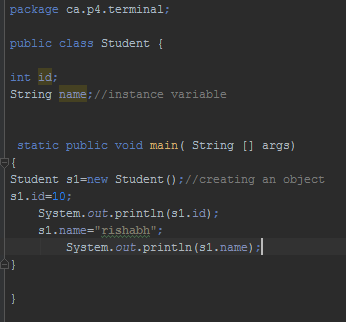 package ca.p4.terminal;
public class Student {
int id;
String name;//instance variable
static public void main( String [] args)
{
Student s1=new Student();//creating an object
s1.id=10;
System.out.println(s1.id);
s1.name="rishabh";
System.out.println(s1.name);
}
}